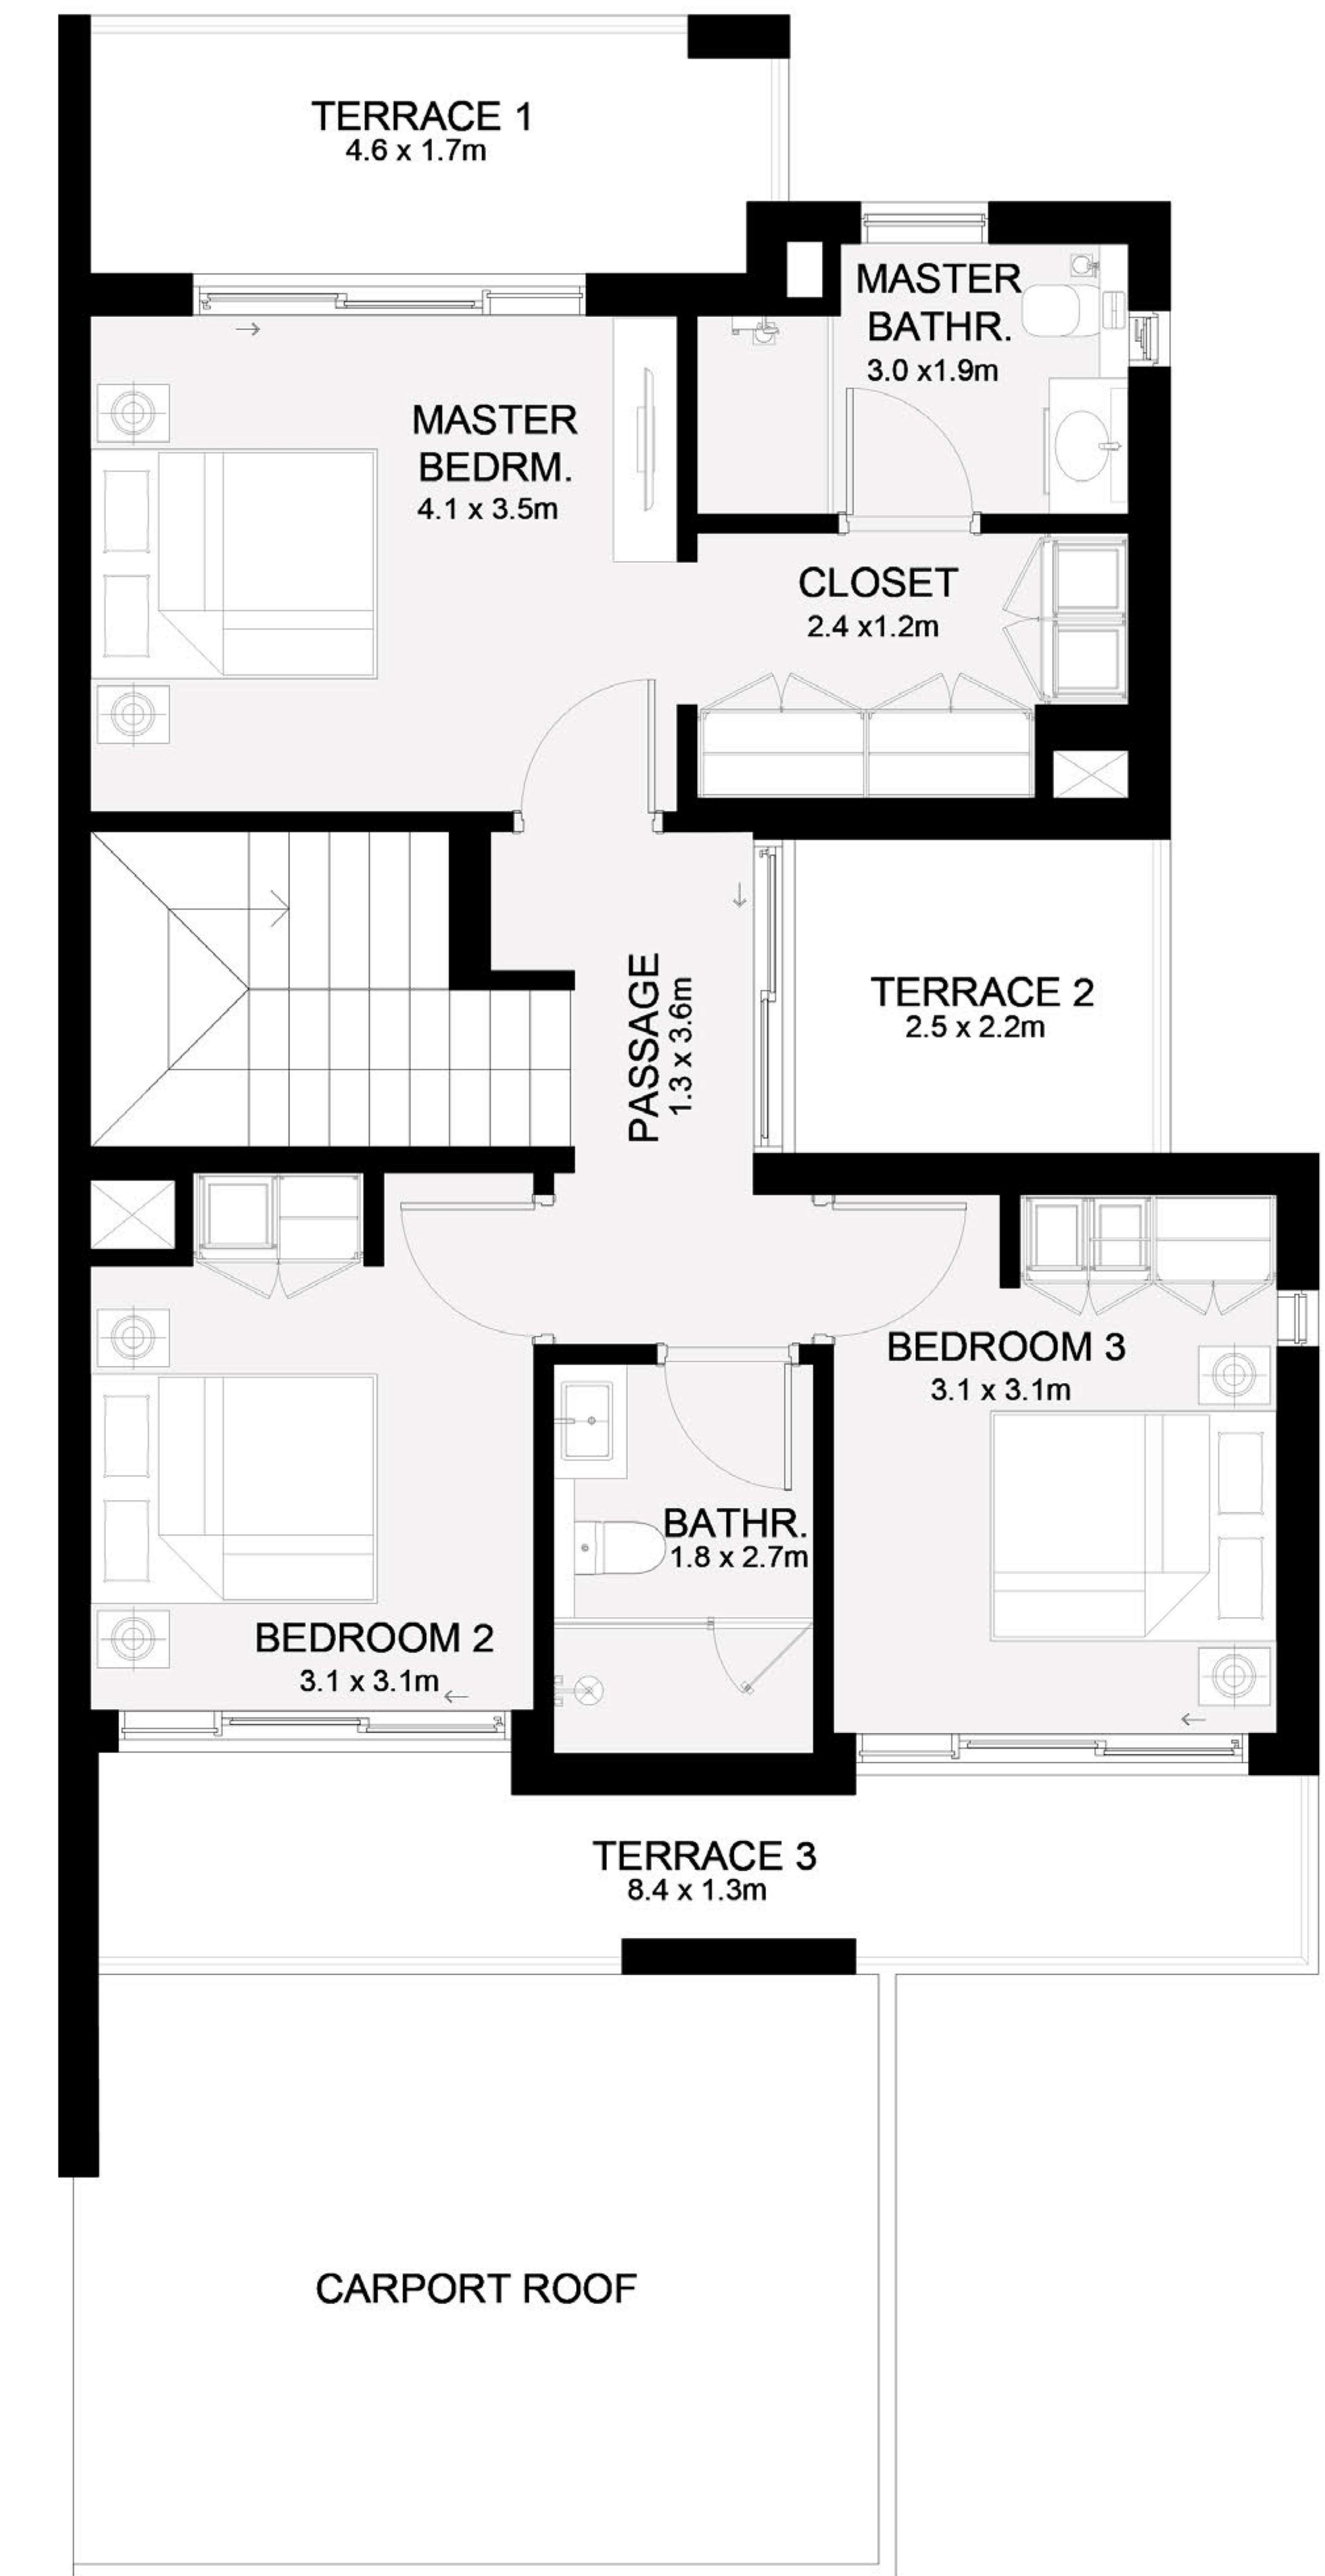 TERRACE 1
4.6 x 1.7m
MASTER
BATHR.
3.0 x1.9m
MASTER
BEDRM.
4.1 x 3.5m
CLOSET
2.4 x1.2m
PASSAGE
1.3 x 3.6m
TERRACE 2
2.5 x 2.2m
BEDROOM 3
3.1 x 3.1m
BATHR.
1.8 x 2.7m
BEDROOM 2
3.1 x 3.1m
TERRACE 3
8.4 x 1.3m
CARPORT ROOF